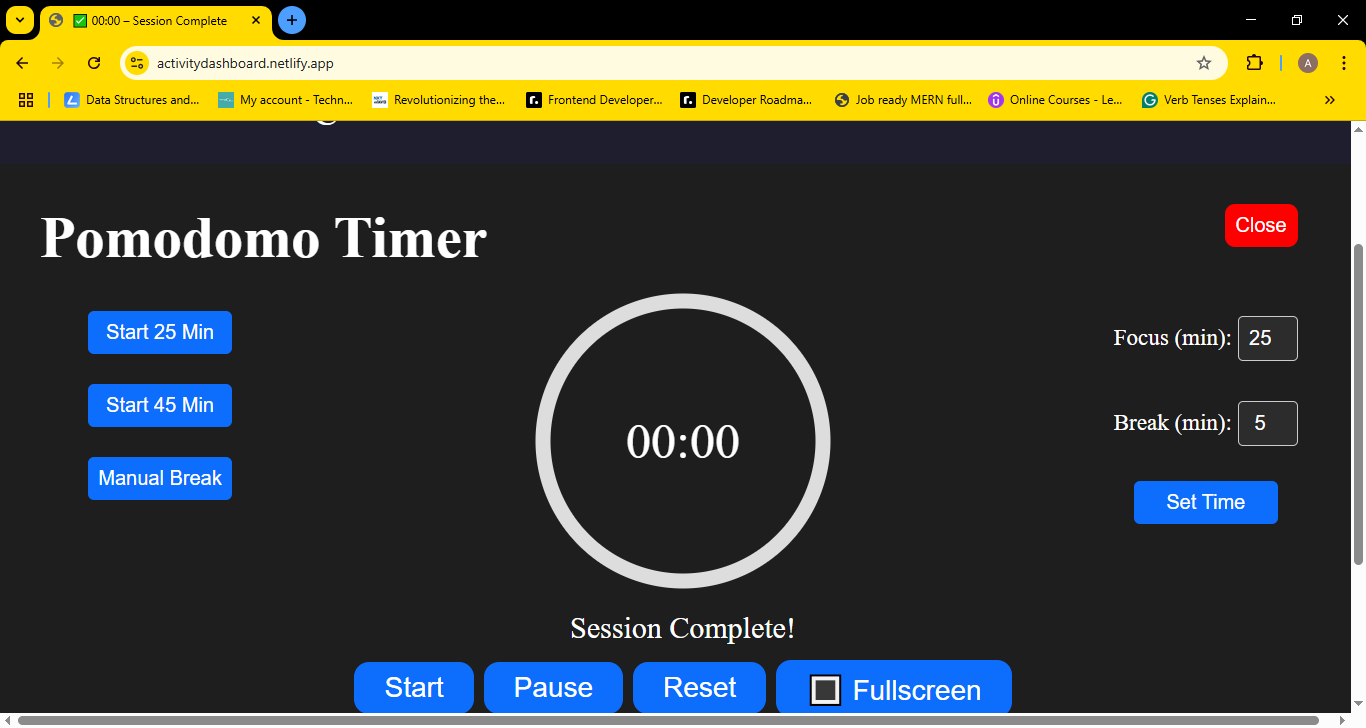 00:00 – Session Complete
activitydashboard.netlify.app
A
Data Structures and...
My account - Techn...
Revolutionizing the...
Frontend Developer...
Developer Roadma...
Job ready MERN full...
Online Courses - Le...
Verb Tenses Explain...
Pomodomo Timer
Close
Start 25 Min
Start 45 Min
Manual Break
00:00
Focus (min): 25
Break (min): 5
Set Time
Session Complete!
Start
Pause
Reset
Fullscreen